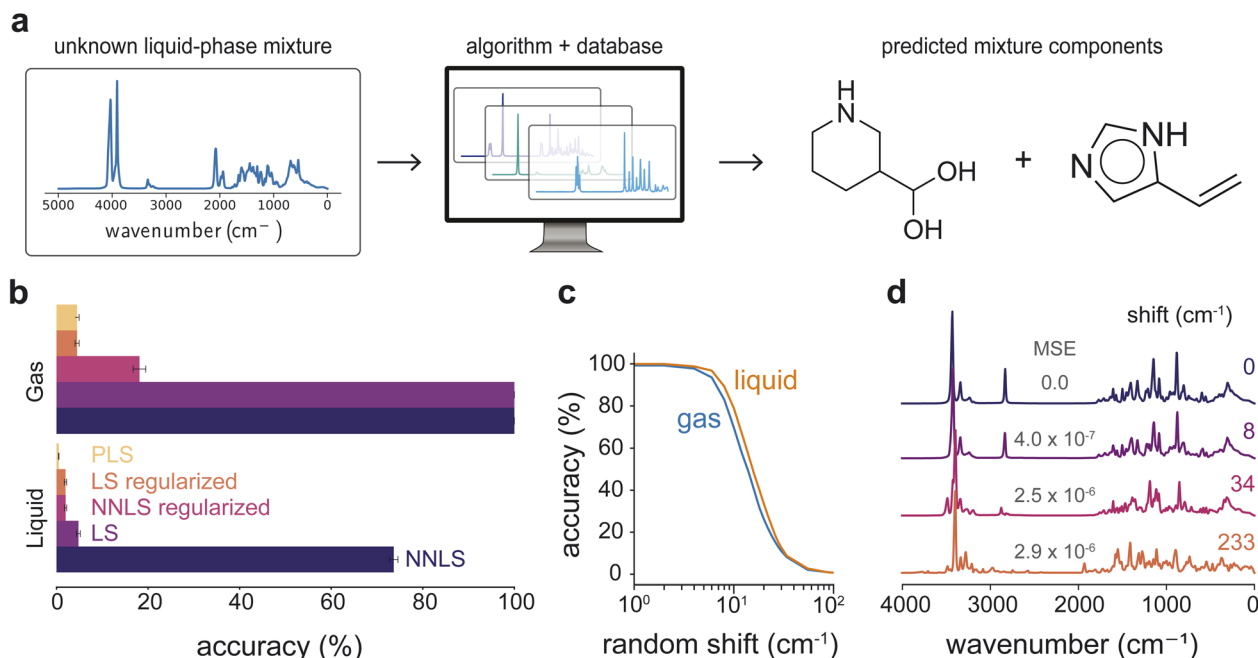 a
unknown liquid-phase mixture
algorithm + database
predicted mixture components
5000 4000 3000 2000 1000 0
wavenumber (cm⁻ )
H
N
OH
OH
+
N
NH
b
Gas
Liquid
PLS
LS regularized
NNLS regularized
LS
NNLS
0 20 40 60 80 100
accuracy (%)
c
100
80
60
40
20
0
accuracy (%)
liquid
gas
10⁰ 10¹ 10²
random shift (cm⁻¹)
d
shift (cm⁻¹)
MSE
0.0
0
4.0 x 10⁻⁷
8
2.5 x 10⁻⁶
34
2.9 x 10⁻⁶
233
4000 3000 2000 1000 0
wavenumber (cm⁻¹)